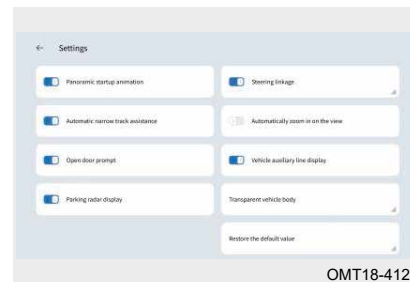 ← Settings
Panoramic startup animation
Steering linkage
Automatic narrow track assistance
Automatically zoom in on the view
Open door prompt
Vehicle auxiliary line display
Parking radar display
Transparent vehicle body
Restore the default value
OMT18-412